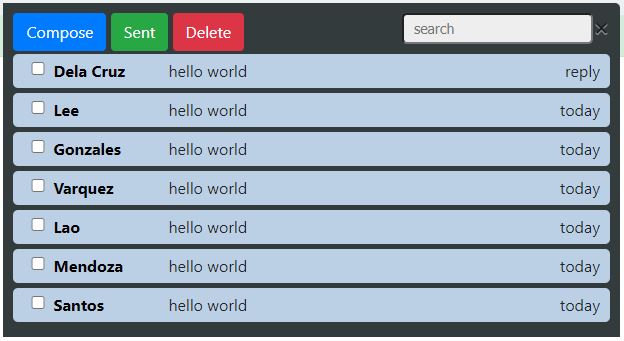 Compose Sent Delete search ×
Dela Cruz hello world reply
Lee hello world today
Gonzales hello world today
Varquez hello world today
Lao hello world today
Mendoza hello world today
Santos hello world today